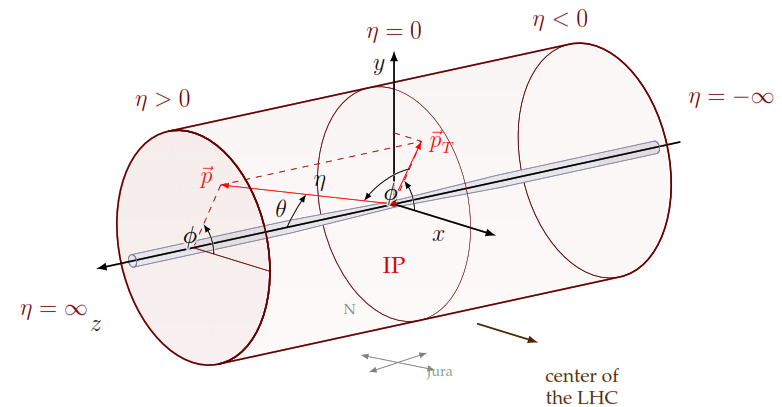 η < 0
η = 0
y
η > 0
η = −∞
p⃗_T
p⃗
η
ϕ
θ
x
ϕ
IP
η = ∞
z
N
Jura
center of
the LHC